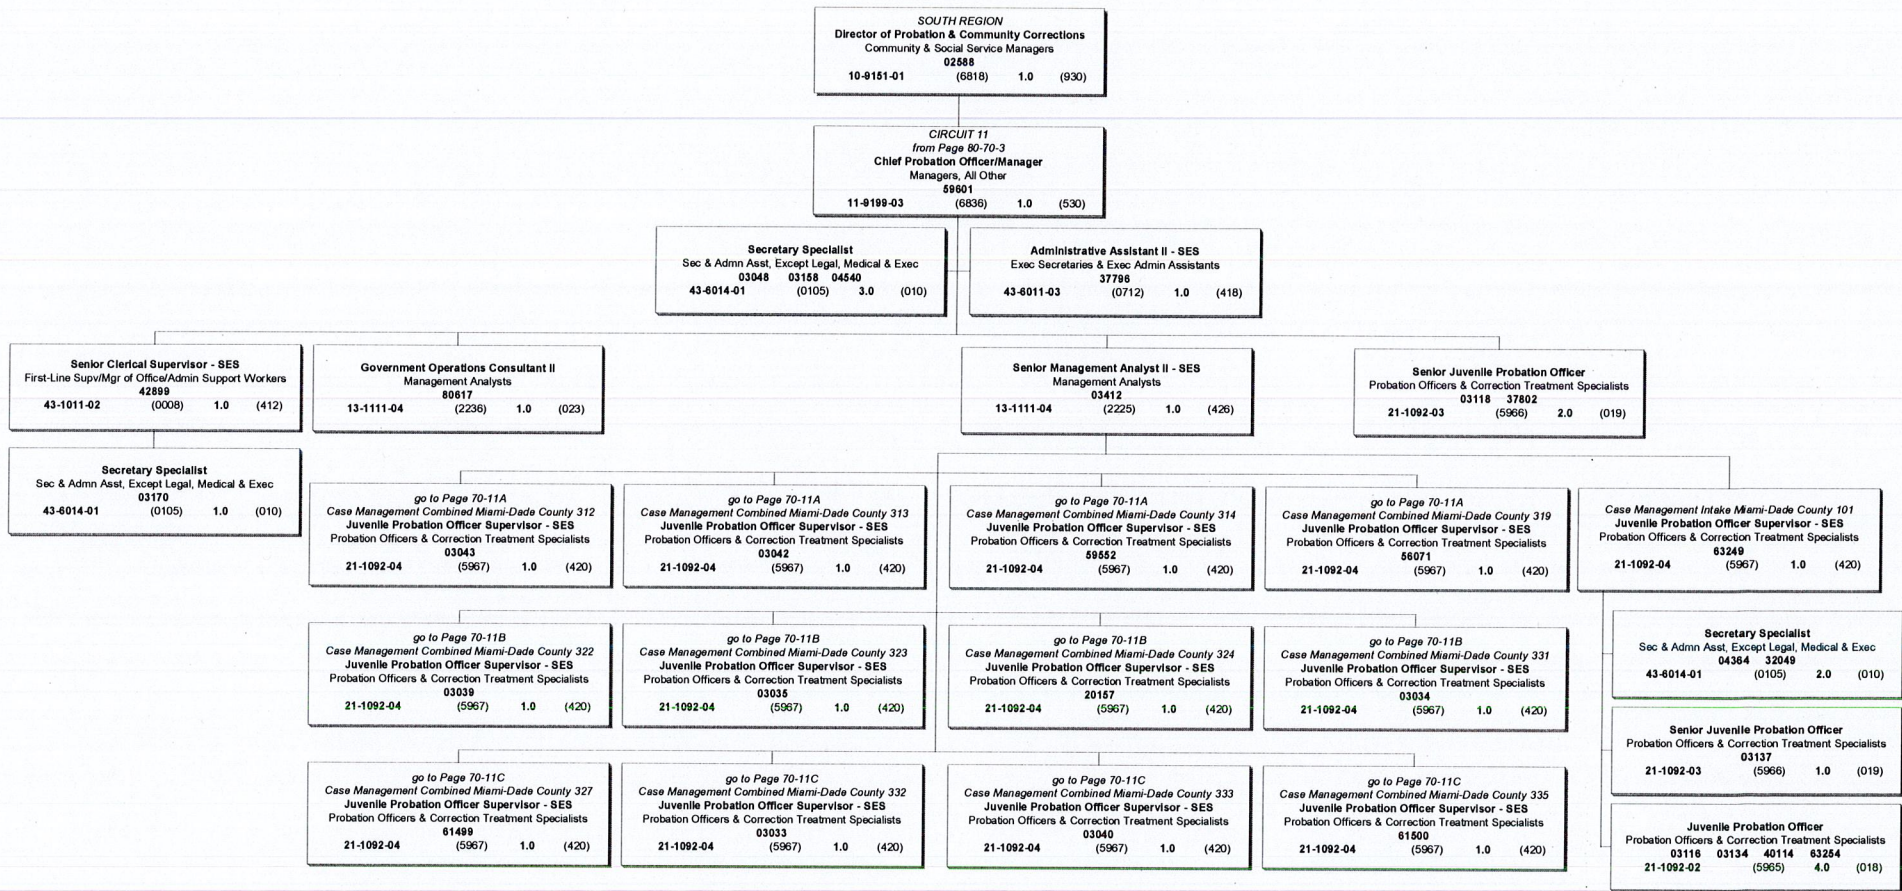 SOUTH REGION
Director of Probation & Community Corrections
Community & Social Service Managers
02588
10-9151-01 (6818) 1.0 (930)
CIRCUIT 11
from Page 80-70-3
Chief Probation Officer/Manager
Managers, All Other
59601
11-9199-03 (6836) 1.0 (530)
Secretary Specialist
Sec & Admn Asst, Except Legal, Medical & Exec
03048 03158 04540
43-6014-01 (0105) 3.0 (010)
Administrative Assistant II - SES
Exec Secretaries & Exec Admin Assistants
37796
43-6011-03 (0712) 1.0 (418)
Senior Clerical Supervisor - SES
First-Line Supv/Mgr of Office/Admin Support Workers
42899
43-1011-02 (0008) 1.0 (412)
Government Operations Consultant II
Management Analysts
80617
13-1111-04 (2236) 1.0 (023)
Senior Management Analyst II - SES
Management Analysts
03412
13-1111-04 (2225) 1.0 (426)
Senior Juvenile Probation Officer
Probation Officers & Correction Treatment Specialists
03118 37802
21-1092-03 (5966) 2.0 (019)
Secretary Specialist
Sec & Admn Asst, Except Legal, Medical & Exec
03170
43-6014-01 (0105) 1.0 (010)
go to Page 70-11A
Case Management Combined Miami-Dade County 312
Juvenile Probation Officer Supervisor - SES
Probation Officers & Correction Treatment Specialists
03043
21-1092-04 (5967) 1.0 (420)
go to Page 70-11A
Case Management Combined Miami-Dade County 313
Juvenile Probation Officer Supervisor - SES
Probation Officers & Correction Treatment Specialists
03042
21-1092-04 (5967) 1.0 (420)
go to Page 70-11A
Case Management Combined Miami-Dade County 314
Juvenile Probation Officer Supervisor - SES
Probation Officers & Correction Treatment Specialists
59552
21-1092-04 (5967) 1.0 (420)
go to Page 70-11A
Case Management Combined Miami-Dade County 319
Juvenile Probation Officer Supervisor - SES
Probation Officers & Correction Treatment Specialists
56071
21-1092-04 (5967) 1.0 (420)
Case Management Intake Miami-Dade County 101
Juvenile Probation Officer Supervisor - SES
Probation Officers & Correction Treatment Specialists
63249
21-1092-04 (5967) 1.0 (420)
go to Page 70-11B
Case Management Combined Miami-Dade County 322
Juvenile Probation Officer Supervisor - SES
Probation Officers & Correction Treatment Specialists
03039
21-1092-04 (5967) 1.0 (420)
go to Page 70-11B
Case Management Combined Miami-Dade County 323
Juvenile Probation Officer Supervisor - SES
Probation Officers & Correction Treatment Specialists
03035
21-1092-04 (5967) 1.0 (420)
go to Page 70-11B
Case Management Combined Miami-Dade County 324
Juvenile Probation Officer Supervisor - SES
Probation Officers & Correction Treatment Specialists
20157
21-1092-04 (5967) 1.0 (420)
go to Page 70-11B
Case Management Combined Miami-Dade County 331
Juvenile Probation Officer Supervisor - SES
Probation Officers & Correction Treatment Specialists
03034
21-1092-04 (5967) 1.0 (420)
Secretary Specialist
Sec & Admn Asst, Except Legal, Medical & Exec
04364 32049
43-6014-01 (0105) 2.0 (010)
Senior Juvenile Probation Officer
Probation Officers & Correction Treatment Specialists
03137
21-1092-03 (5966) 1.0 (019)
go to Page 70-11C
Case Management Combined Miami-Dade County 327
Juvenile Probation Officer Supervisor - SES
Probation Officers & Correction Treatment Specialists
61499
21-1092-04 (5967) 1.0 (420)
go to Page 70-11C
Case Management Combined Miami-Dade County 332
Juvenile Probation Officer Supervisor - SES
Probation Officers & Correction Treatment Specialists
03033
21-1092-04 (5967) 1.0 (420)
go to Page 70-11C
Case Management Combined Miami-Dade County 333
Juvenile Probation Officer Supervisor - SES
Probation Officers & Correction Treatment Specialists
03040
21-1092-04 (5967) 1.0 (420)
go to Page 70-11C
Case Management Combined Miami-Dade County 335
Juvenile Probation Officer Supervisor - SES
Probation Officers & Correction Treatment Specialists
61500
21-1092-04 (5967) 1.0 (420)
Juvenile Probation Officer
Probation Officers & Correction Treatment Specialists
03116 03134 40114 63254
21-1092-02 (5965) 4.0 (018)